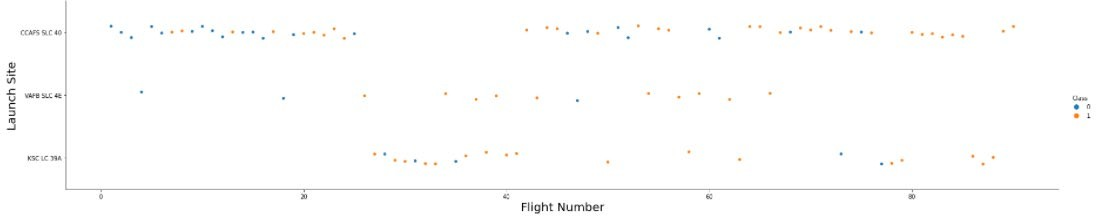 CCAFS SLC 40
VAFB SLC 4E
KSC LC 39A
Launch Site
0 20 40 60 80
Flight Number
Class
0
1